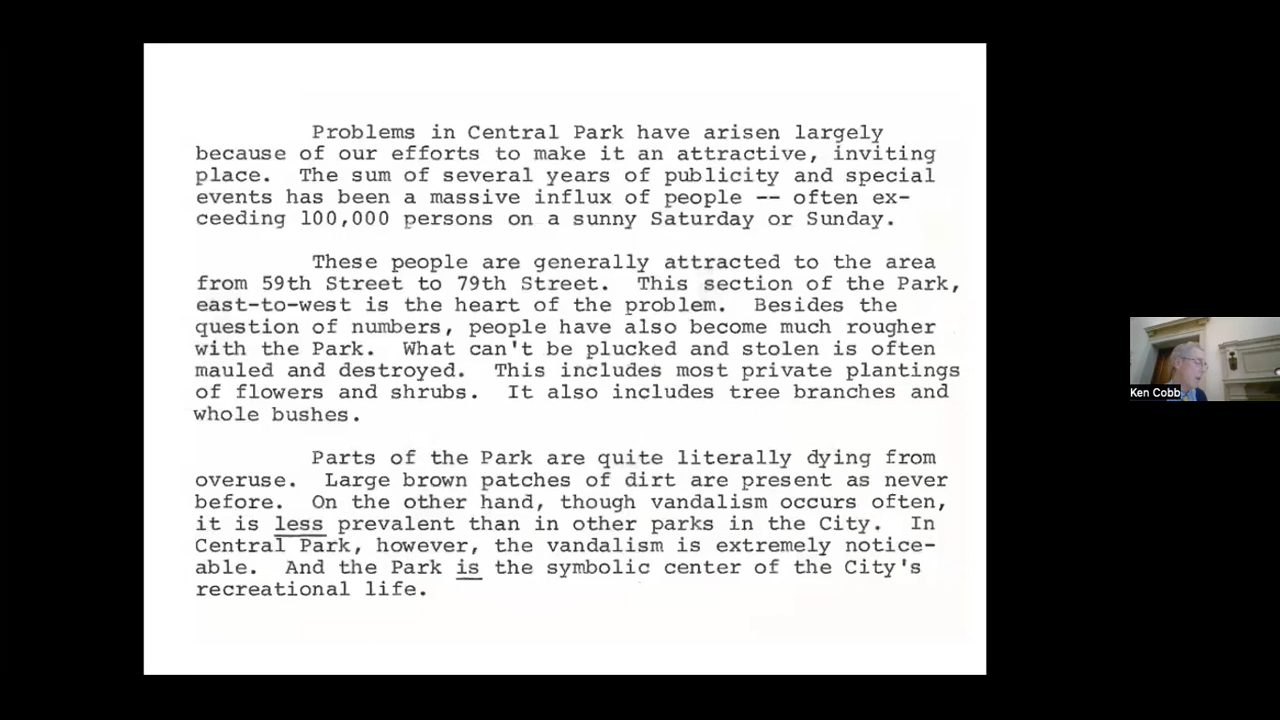 Problems in Central Park have arisen largely
because of our efforts to make it an attractive, inviting
place. The sum of several years of publicity and special
events has been a massive influx of people -- often ex-
ceeding 100,000 persons on a sunny Saturday or Sunday.
These people are generally attracted to the area
from 59th Street to 79th Street. This section of the Park,
east-to-west is the heart of the problem. Besides the
question of numbers, people have also become much rougher
with the Park. What can't be plucked and stolen is often
mauled and destroyed. This includes most private plantings
of flowers and shrubs. It also includes tree branches and
whole bushes.
Parts of the Park are quite literally dying from
overuse. Large brown patches of dirt are present as never
before. On the other hand, though vandalism occurs often,
it is less prevalent than in other parks in the City. In
Central Park, however, the vandalism is extremely notice-
able. And the Park is the symbolic center of the City's
recreational life.
Ken Cobb